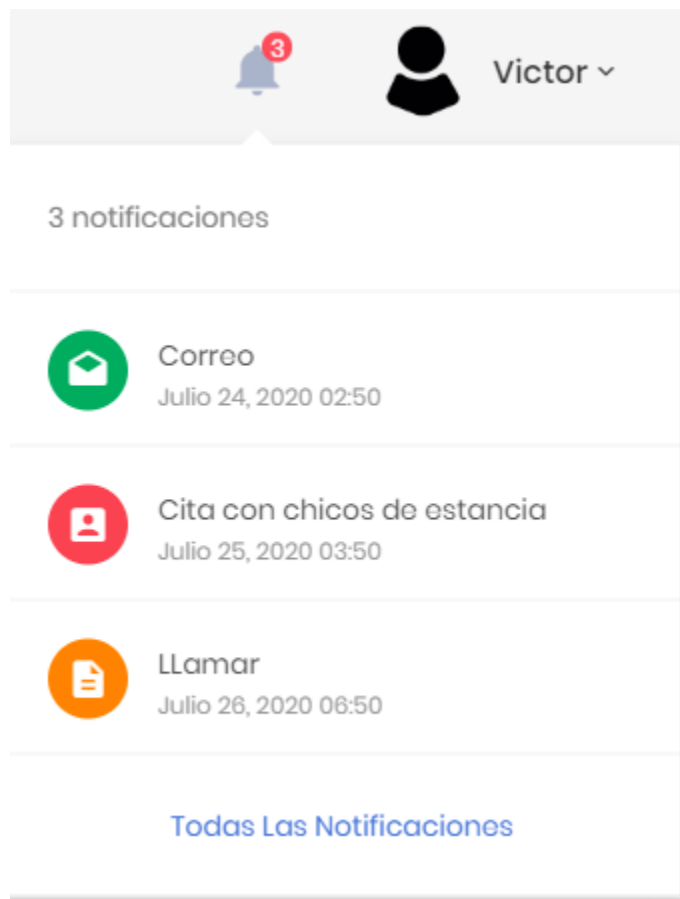 3
Victor
3 notificaciones
Correo
Julio 24, 2020 02:50
Cita con chicos de estancia
Julio 25, 2020 03:50
LLamar
Julio 26, 2020 06:50
Todas Las Notificaciones